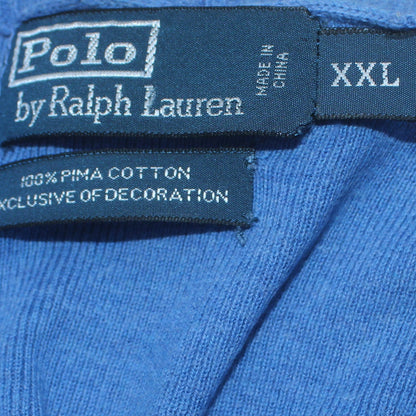 Polo
by Ralph Lauren
MADE IN
CHINA
XXL
100% PIMA COTTON
EXCLUSIVE OF DECORATION